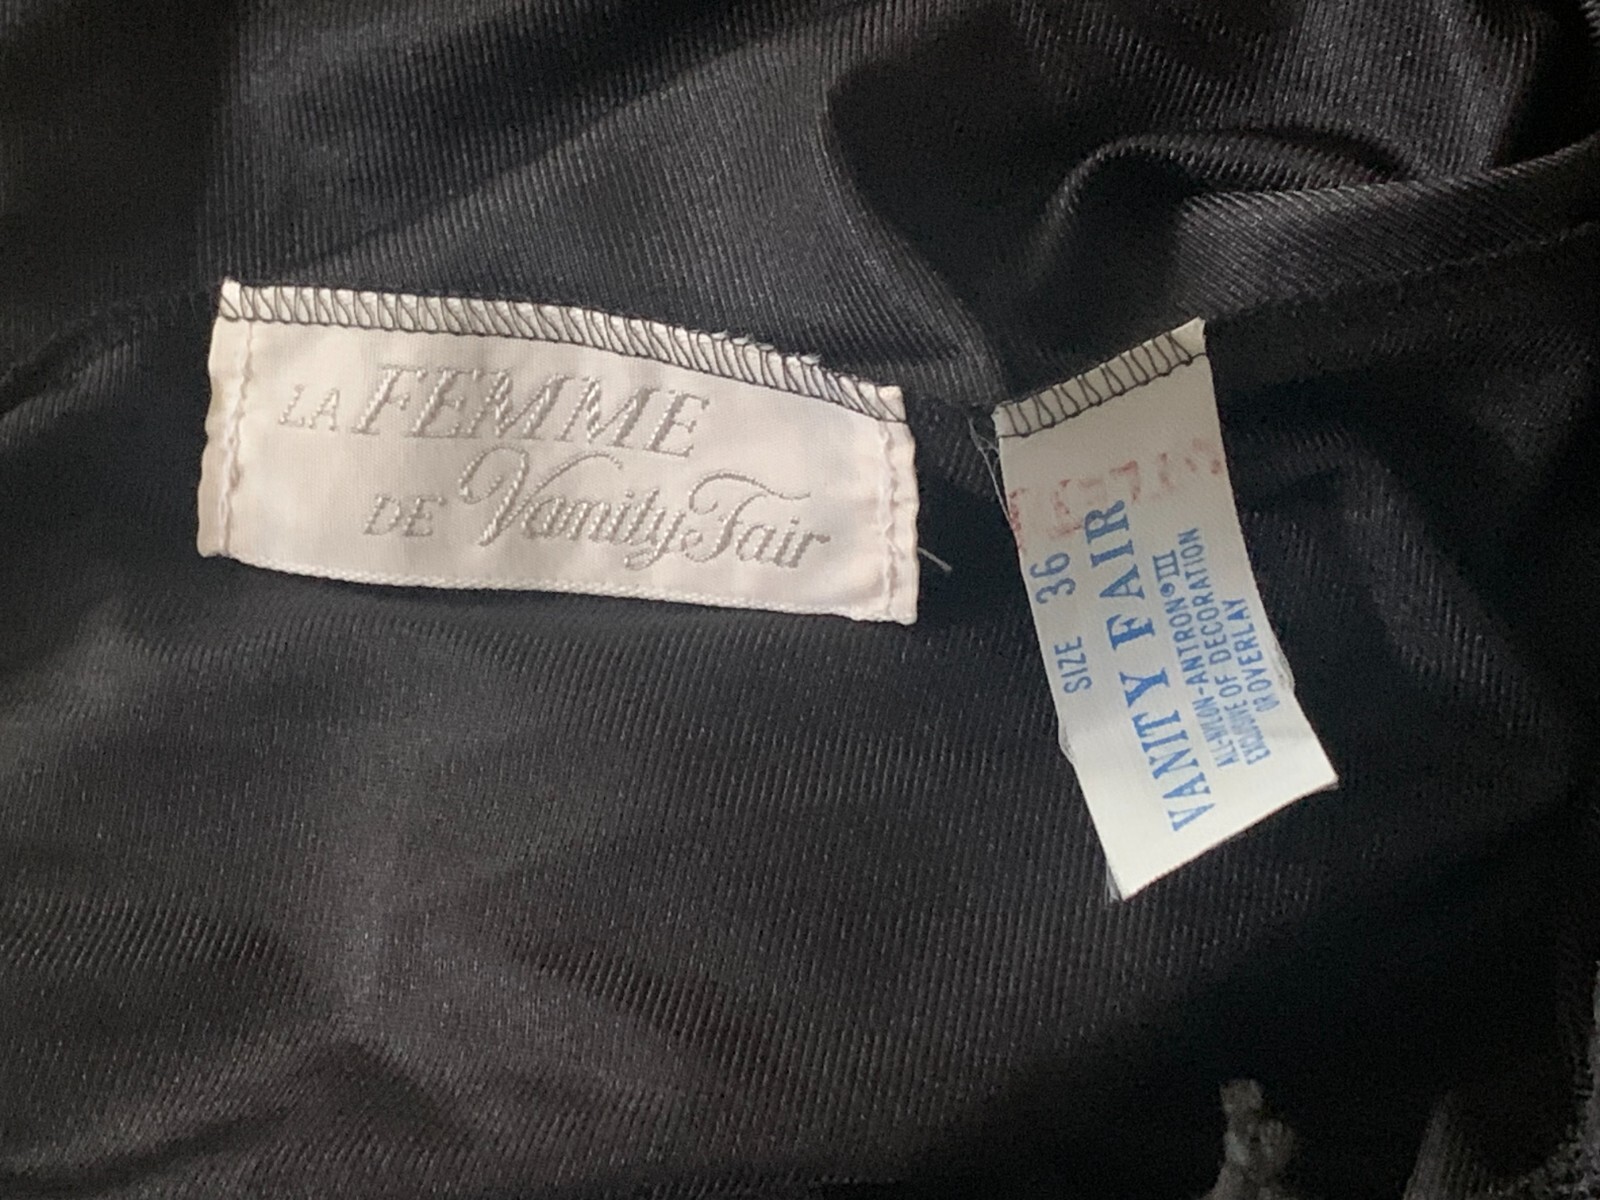 LA FEMME
DE Vanity Fair
SIZE 36
VANITY FAIR
ALL-NYLON-ANTRON® III
EXCLUSIVE OF DECORATION
OR OVERLAY